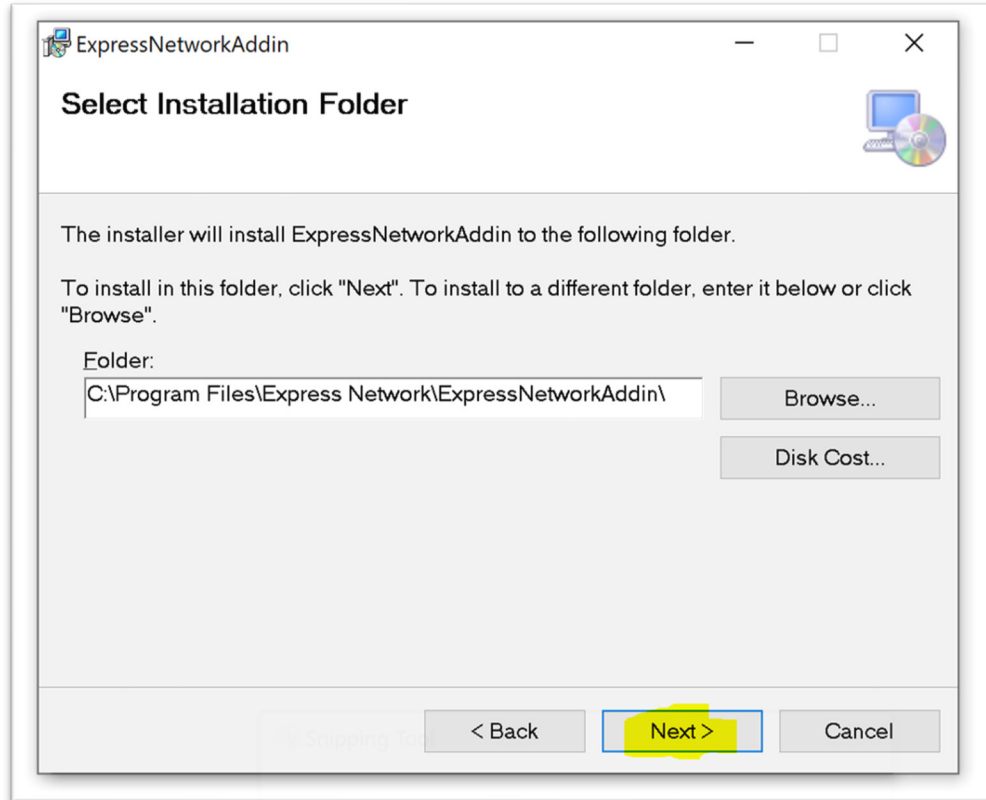 ExpressNetworkAddin
Select Installation Folder
The installer will install ExpressNetworkAddin to the following folder.
To install in this folder, click "Next". To install to a different folder, enter it below or click
"Browse".
Folder:
C:\Program Files\Express Network\ExpressNetworkAddin\
Browse...
Disk Cost...
Snipping Tool
< Back
Next >
Cancel